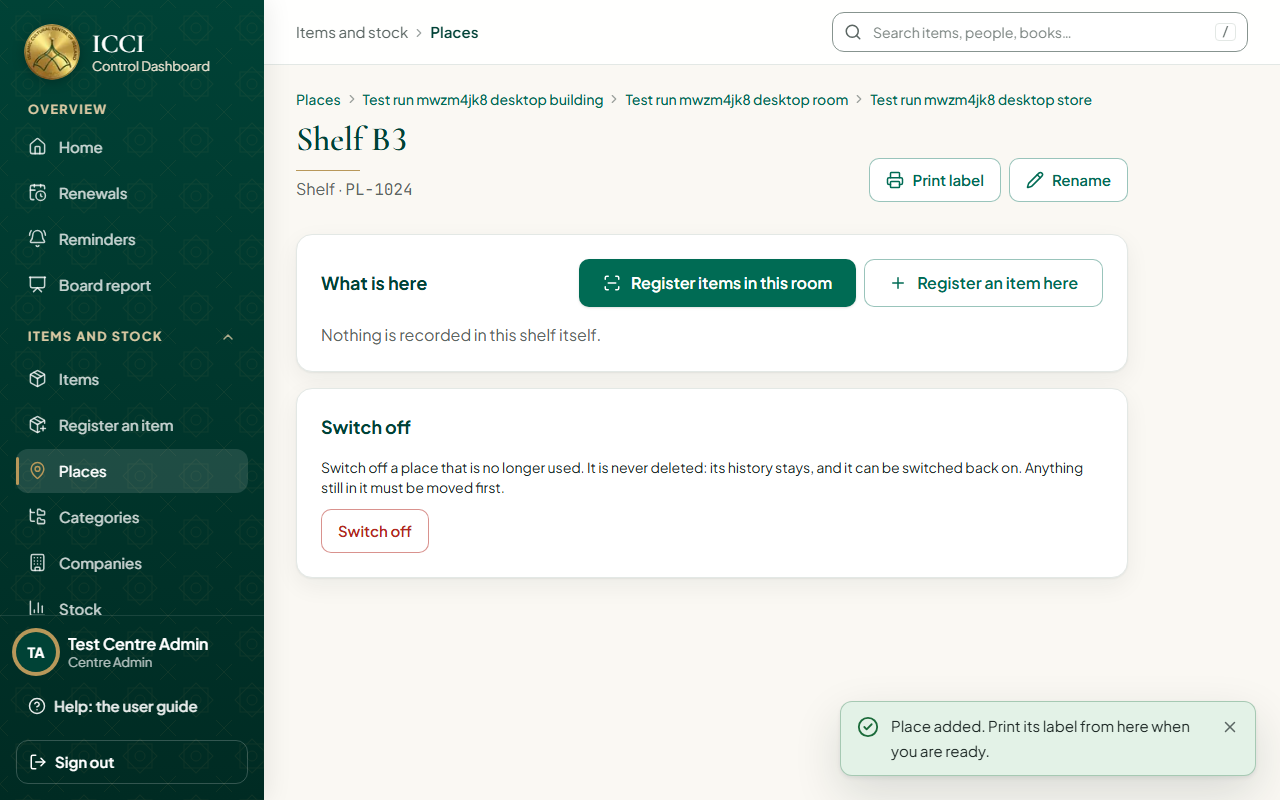 ICCI
Control Dashboard
OVERVIEW
Home
Renewals
Reminders
Board report
ITEMS AND STOCK
Items
Register an item
Places
Categories
Companies
Stock
TA
Test Centre Admin
Centre Admin
Help: the user guide
Sign out
Items and stock > Places
Search items, people, books… /
Places > Test run mwzm4jk8 desktop building > Test run mwzm4jk8 desktop room > Test run mwzm4jk8 desktop store
Shelf B3
Shelf · PL-1024
Print label
Rename
What is here
Register items in this room
Register an item here
Nothing is recorded in this shelf itself.
Switch off
Switch off a place that is no longer used. It is never deleted: its history stays, and it can be switched back on. Anything
still in it must be moved first.
Switch off
Place added. Print its label from here when
you are ready.